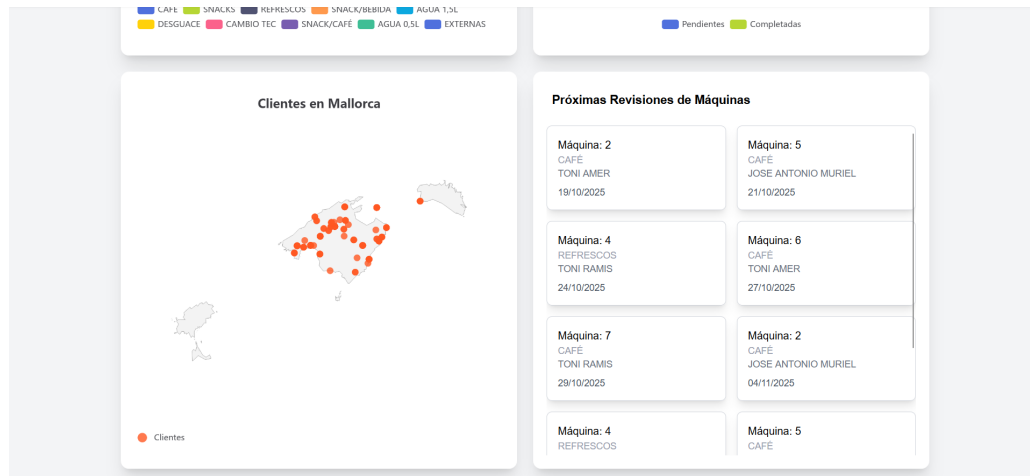 CAFÉ SNACKS REFRESCOS SNACK/BEBIDA AGUA 1,5L
DESGUACE CAMBIO TEC SNACK/CAFÉ AGUA 0,5L EXTERNAS
Pendientes Completadas
Clientes en Mallorca
Clientes
Próximas Revisiones de Máquinas
Máquina: 2
CAFÉ
TONI AMER
19/10/2025
Máquina: 5
CAFÉ
JOSE ANTONIO MURIEL
21/10/2025
Máquina: 4
REFRESCOS
TONI RAMIS
24/10/2025
Máquina: 6
CAFÉ
TONI AMER
27/10/2025
Máquina: 7
CAFÉ
TONI RAMIS
29/10/2025
Máquina: 2
CAFÉ
JOSE ANTONIO MURIEL
04/11/2025
Máquina: 4
REFRESCOS
Máquina: 5
CAFÉ